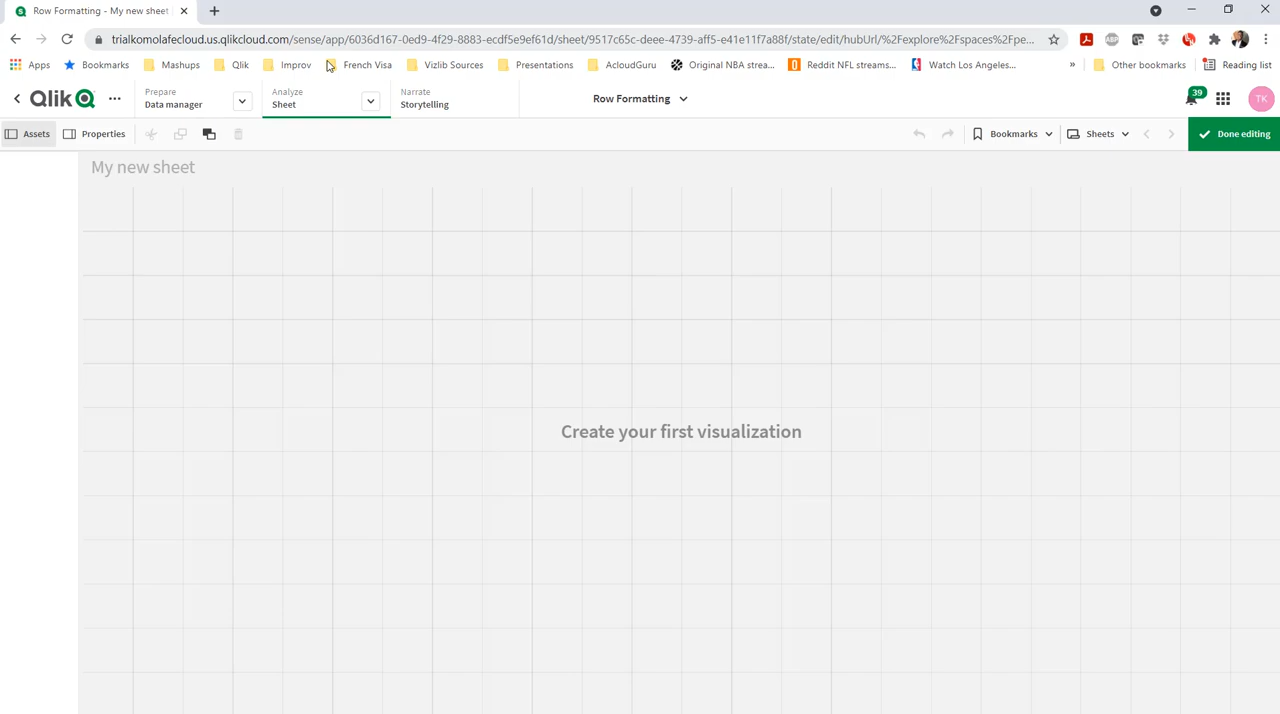 Row Formatting - My new sheet
trialkomolafecloud.us.qlikcloud.com/sense/app/6036d167-0ed9-4f29-8883-ecdf5e9ef61d/sheet/9517c65c-deee-4739-aff5-e41e11f7a88f/state/edit/hubUrl/%2Fexplore%2Fspaces%2Fpe...
Apps Bookmarks Mashups Qlik Improv French Visa Vizlib Sources Presentations AcloudGuru Original NBA strea... Reddit NFL streams... Watch Los Angeles... » Other bookmarks Reading list
Qlik
Prepare
Data manager
Analyze
Sheet
Narrate
Storytelling
Row Formatting
39
TK
Assets Properties Bookmarks Sheets Done editing
My new sheet
Create your first visualization